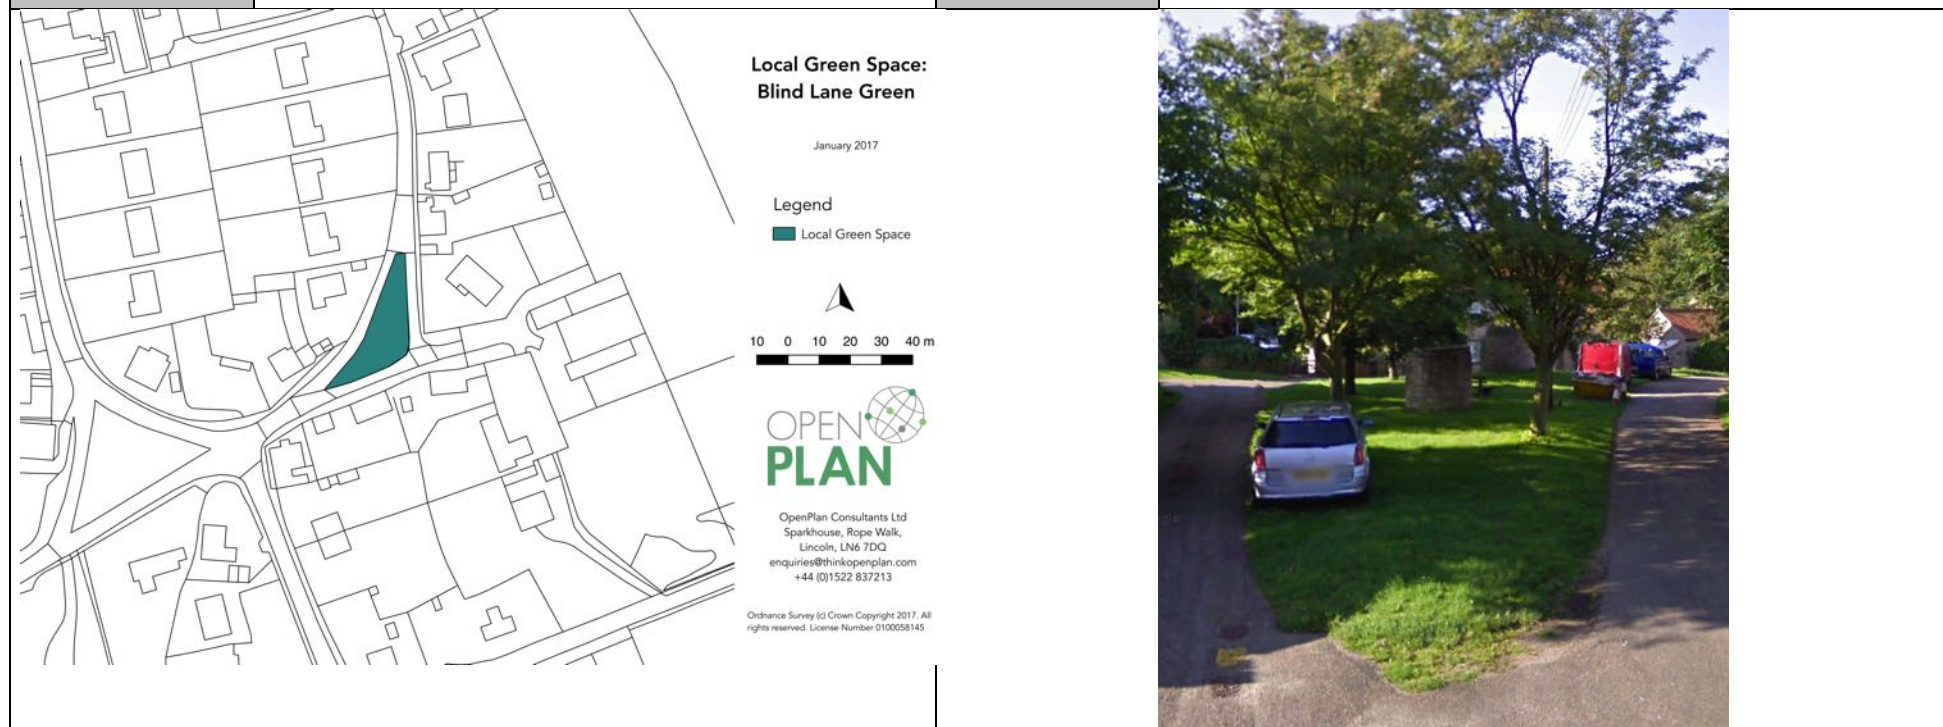 Local Green Space:
Blind Lane Green
January 2017
Legend
Local Green Space
10 0 10 20 30 40 m
OPEN
PLAN
OpenPlan Consultants Ltd
Sparkhouse, Rope Walk,
Lincoln, LN6 7DQ
enquiries@thinkopenplan.com
+44 (0)1522 837213
Ordnance Survey (c) Crown Copyright 2017. All
rights reserved. License Number 0100058145